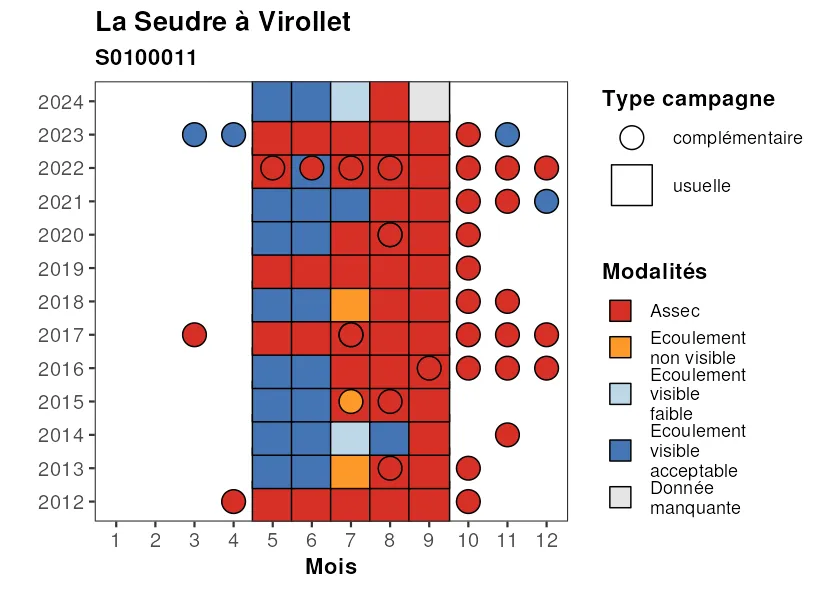 La Seudre à Virollet
S0100011
2024
2023
2022
2021
2020
2019
2018
2017
2016
2015
2014
2013
2012
1 2 3 4 5 6 7 8 9 10 11 12
Mois
Type campagne
complémentaire
usuelle
Modalités
Assec
Ecoulement
non visible
Ecoulement
visible
faible
Ecoulement
visible
acceptable
Donnée
manquante